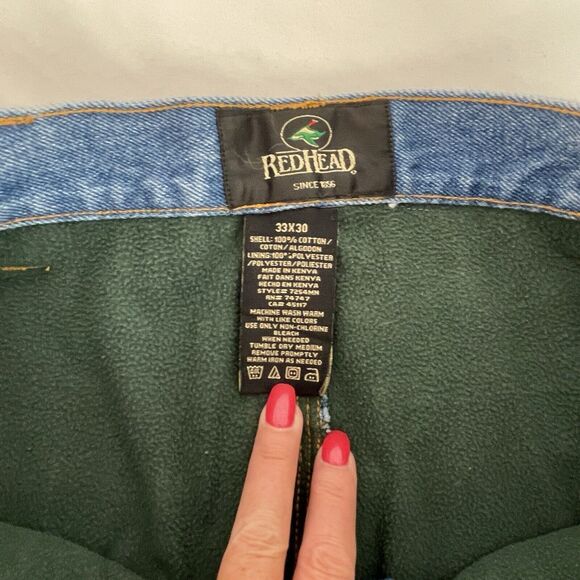 REDHEAD
SINCE 1856
33X30
SHELL: 100% COTTON/
COTON/ALGODON
LINING:100% POLYESTER
/POLYESTER/POLIESTER
MADE IN KENYA
FAIT DANS KENYA
HECHO EN KENYA
STYLE# 7254MN
RN# 74747
CA# 45117
MACHINE WASH WARM
WITH LIKE COLORS
USE ONLY NON-CHLORINE
BLEACH
WHEN NEEDED
TUMBLE DRY MEDIUM
REMOVE PROMPTLY
WARM IRON AS NEEDED